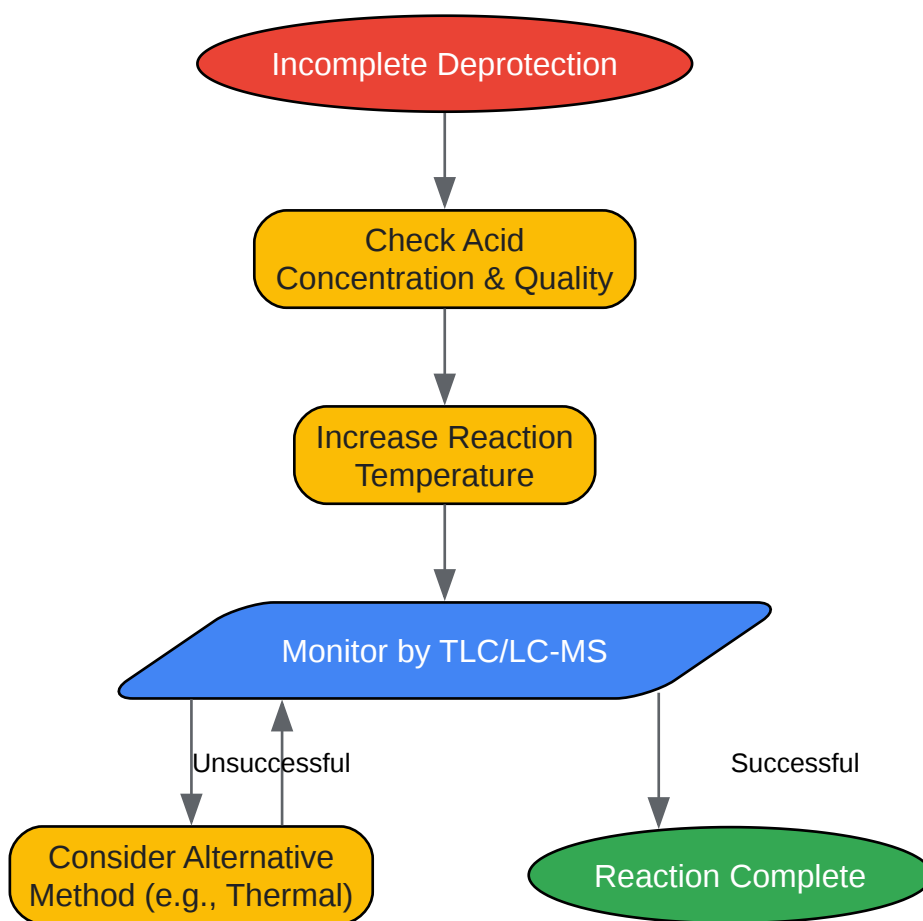 Incomplete Deprotection
Check Acid
Concentration & Quality
Increase Reaction
Temperature
Monitor by TLC/LC-MS
Unsuccessful
Successful
Consider Alternative
Method (e.g., Thermal)
Reaction Complete